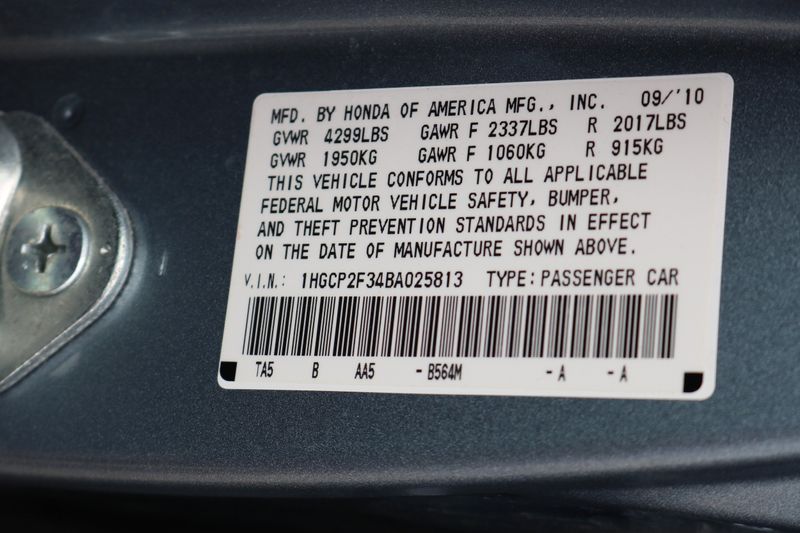 MFD. BY HONDA OF AMERICA MFG., INC. 09/'10
GVWR 4299LBS GAWR F 2337LBS R 2017LBS
GVWR 1950KG GAWR F 1060KG R 915KG
THIS VEHICLE CONFORMS TO ALL APPLICABLE
FEDERAL MOTOR VEHICLE SAFETY, BUMPER,
AND THEFT PREVENTION STANDARDS IN EFFECT
ON THE DATE OF MANUFACTURE SHOWN ABOVE.
V.I.N.: 1HGCP2F34BA025813 TYPE: PASSENGER CAR
TA5 B AA5 - B564M - A - A